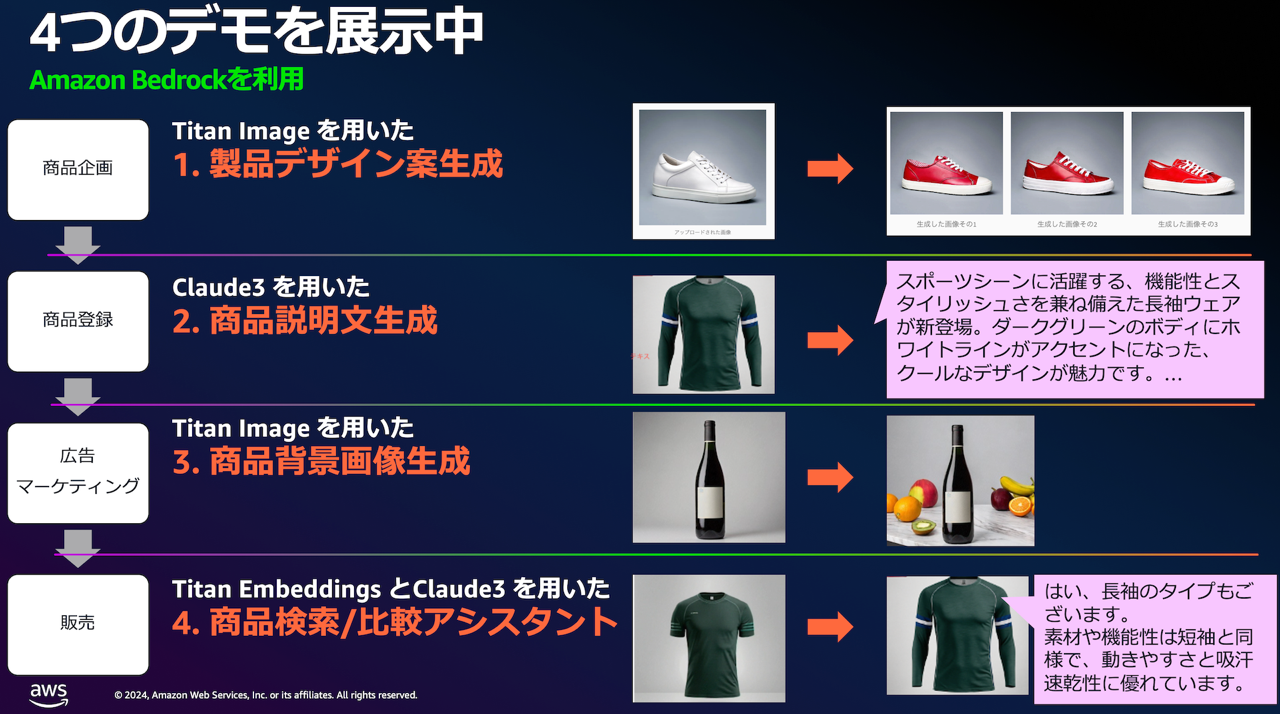 4つのデモを展示中
Amazon Bedrockを利用
商品企画
Titan Image を用いた
1. 製品デザイン案生成
アップロードされた画像
生成した画像その1
生成した画像その2
生成した画像その3
商品登録
Claude3 を用いた
2. 商品説明文生成
キス
スポーツシーンに活躍する、機能性とス
タイリッシュさを兼ね備えた長袖ウェア
が新登場。ダークグリーンのボディにホ
ワイトラインがアクセントになった、
クールなデザインが魅力です。…
広告
マーケティング
Titan Image を用いた
3. 商品背景画像生成
販売
Titan Embeddings とClaude3 を用いた
4. 商品検索/比較アシスタント
はい、長袖のタイプもご
ざいます。
素材や機能性は短袖と同
様で、動きやすさと吸汗
速乾性に優れています。
aws
© 2024, Amazon Web Services, Inc. or its affiliates. All rights reserved.